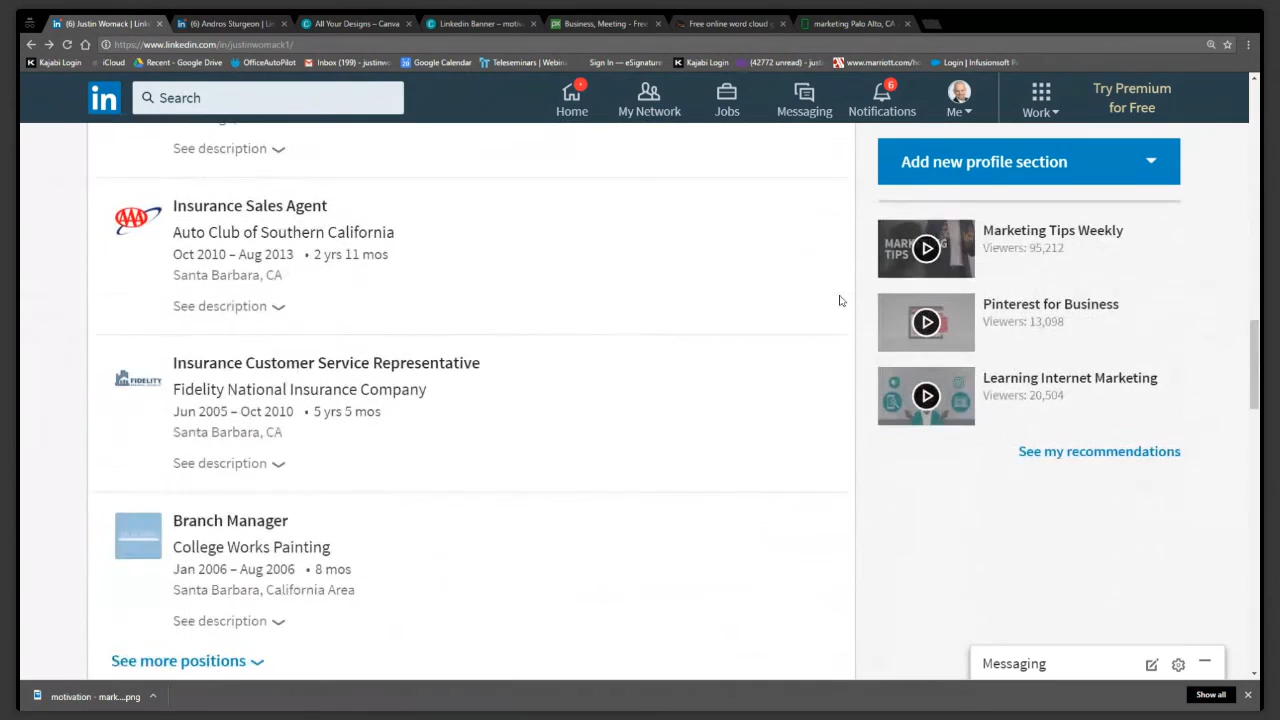 (6) Justin Womack | Link
(6) Andros Sturgeon | Lin
All Your Designs – Canva
Linkedin Banner – motiv
Business, Meeting - Free
Free online word cloud g
marketing Palo Alto, CA
https://www.linkedin.com/in/justinwomack1/
Kajabi Login
iCloud
Recent - Google Drive
OfficeAutoPilot
Inbox (199) - justinwo
Google Calendar
Teleseminars | Webin
Sign In — eSignature
Kajabi Login
(42772 unread) - just
www.marriott.com/ho
Login | Infusionsoft
in
Search
Home
My Network
Jobs
Messaging
6
Notifications
Me
Work
Try Premium
for Free
See description
AAA
Insurance Sales Agent
Auto Club of Southern California
Oct 2010 – Aug 2013 • 2 yrs 11 mos
Santa Barbara, CA
See description
FIDELITY
Insurance Customer Service Representative
Fidelity National Insurance Company
Jun 2005 – Oct 2010 • 5 yrs 5 mos
Santa Barbara, CA
See description
Branch Manager
College Works Painting
Jan 2006 – Aug 2006 • 8 mos
Santa Barbara, California Area
See description
See more positions
Add new profile section
MARKETING
TIPS
Marketing Tips Weekly
Viewers: 95,212
Pinterest for Business
Viewers: 13,098
Learning Internet Marketing
Viewers: 20,504
See my recommendations
Messaging
motivation - mark....png
Show all